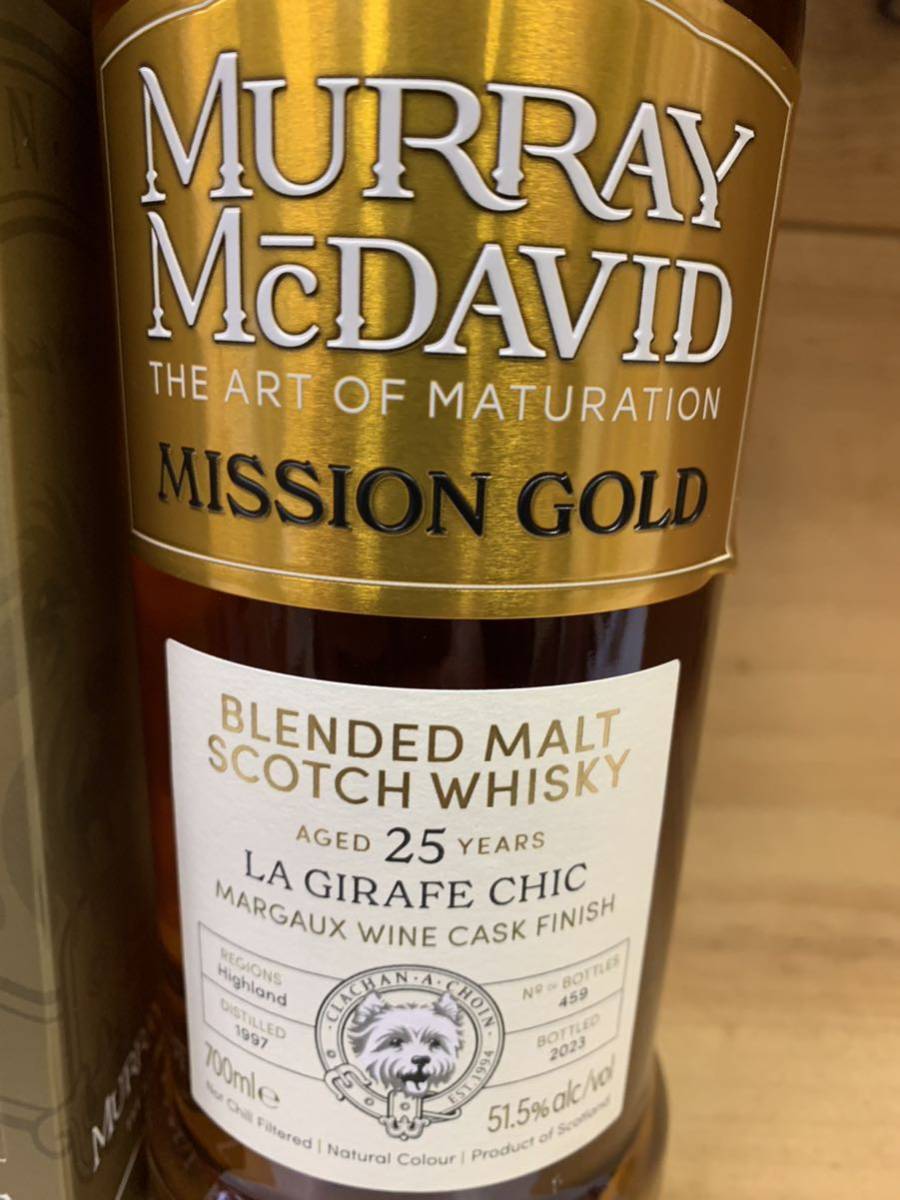 MURRAY
McDAVID
THE ART OF MATURATION
MISSION GOLD
BLENDED MALT
SCOTCH WHISKY
AGED 25 YEARS
LA GIRAFE CHIC
MARGAUX WINE CASK FINISH
REGIONS
Highland
DISTILLED
1997
CLACHAN·A·CHOIN
EST. 1994
Nº OF BOTTLES
459
BOTTLED
2023
700ml e
51.5% alc/vol
Not Chill Filtered | Natural Colour | Product of Scotland